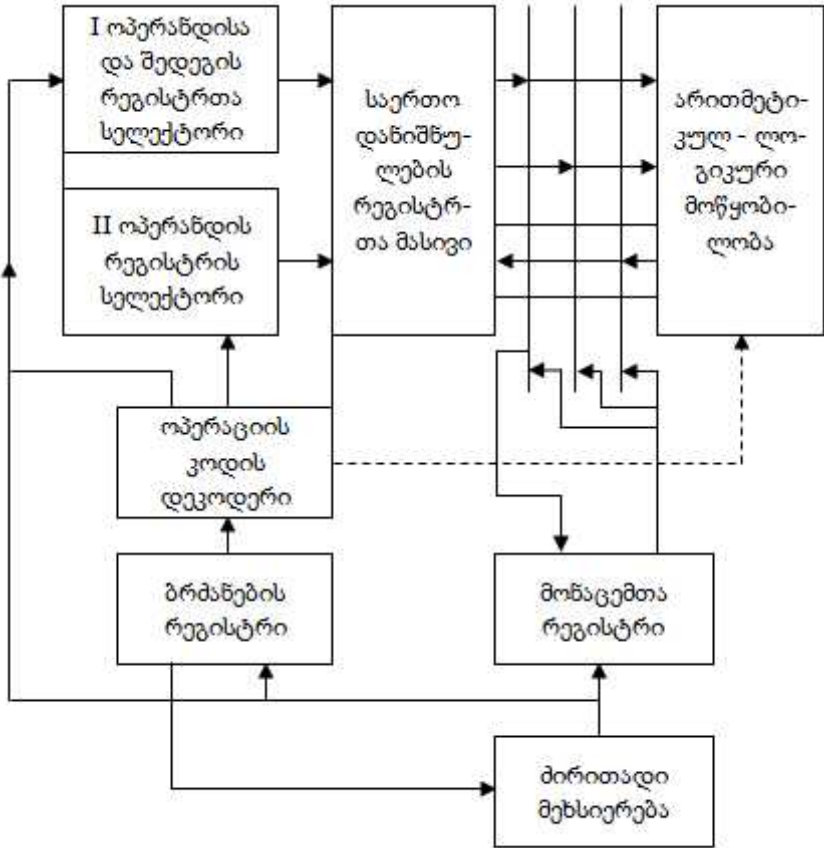 I ოპერანდისა
და შედეგის
რეგისტრთა
სელექტორი
საერთო
დანიშნუ-
ლების
რეგისტრ-
თა მასივი
არითმეტი-
კულ - ლო-
გიკური
მოწყობი-
ლობა
II ოპერანდის
რეგისტრის
სელექტორი
ოპერაციის
კოდის
დეკოდერი
ბრძანების
რეგისტრი
მონაცემთა
რეგისტრი
ძირითადი
მეხსიერება